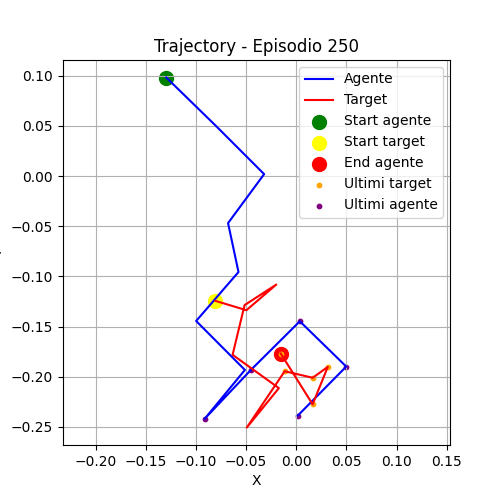 Trajectory - Episodio 250
0.10
0.05
0.00
−0.05
−0.10
−0.15
−0.20
−0.25
Agente
Target
Start agente
Start target
End agente
Ultimi target
Ultimi agente
−0.20 −0.15 −0.10 −0.05 0.00 0.05 0.10 0.15
X